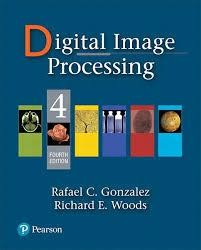 Digital Image
Processing
4
FOURTH
EDITION
Rafael C. Gonzalez
Richard E. Woods
Pearson